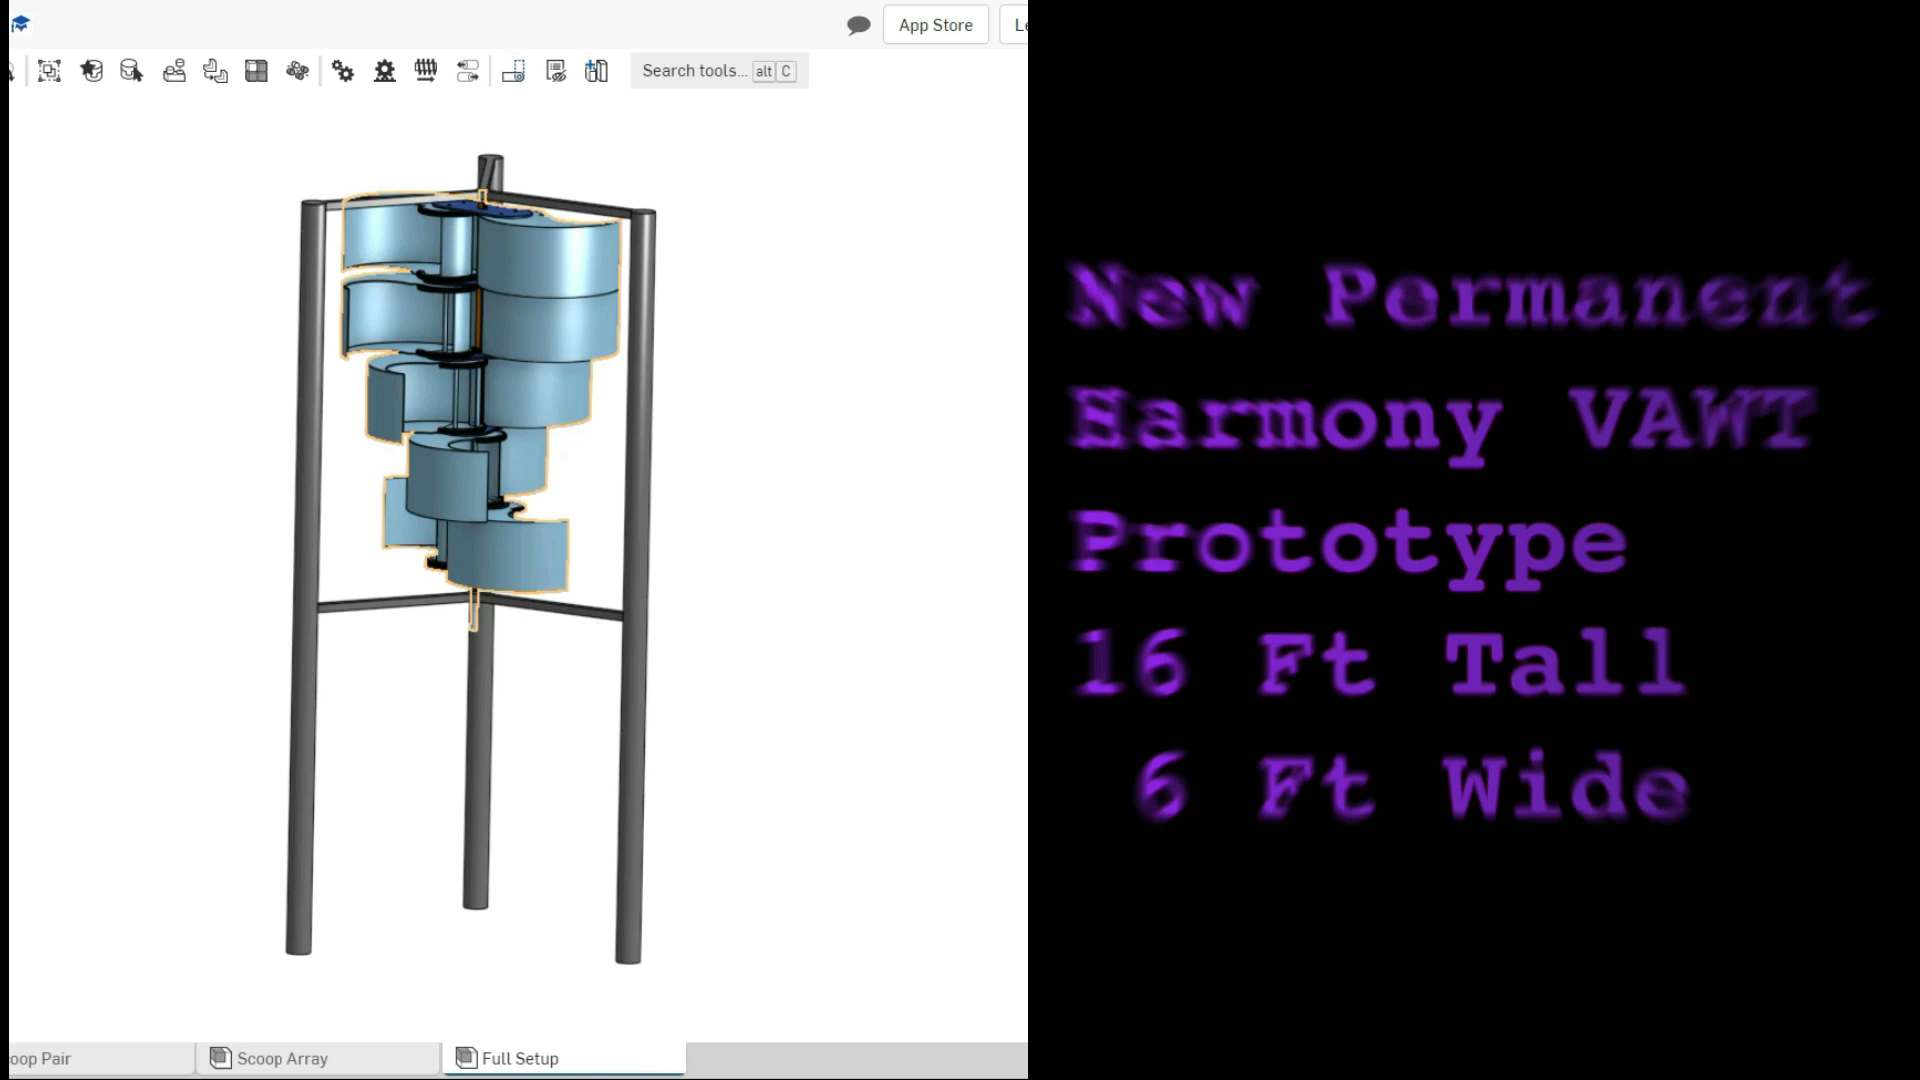 App Store
Search tools... alt C
New Permanent
Harmony VAWT
Prototype
16 Ft Tall
6 Ft Wide
Pair
Scoop Array
Full Setup